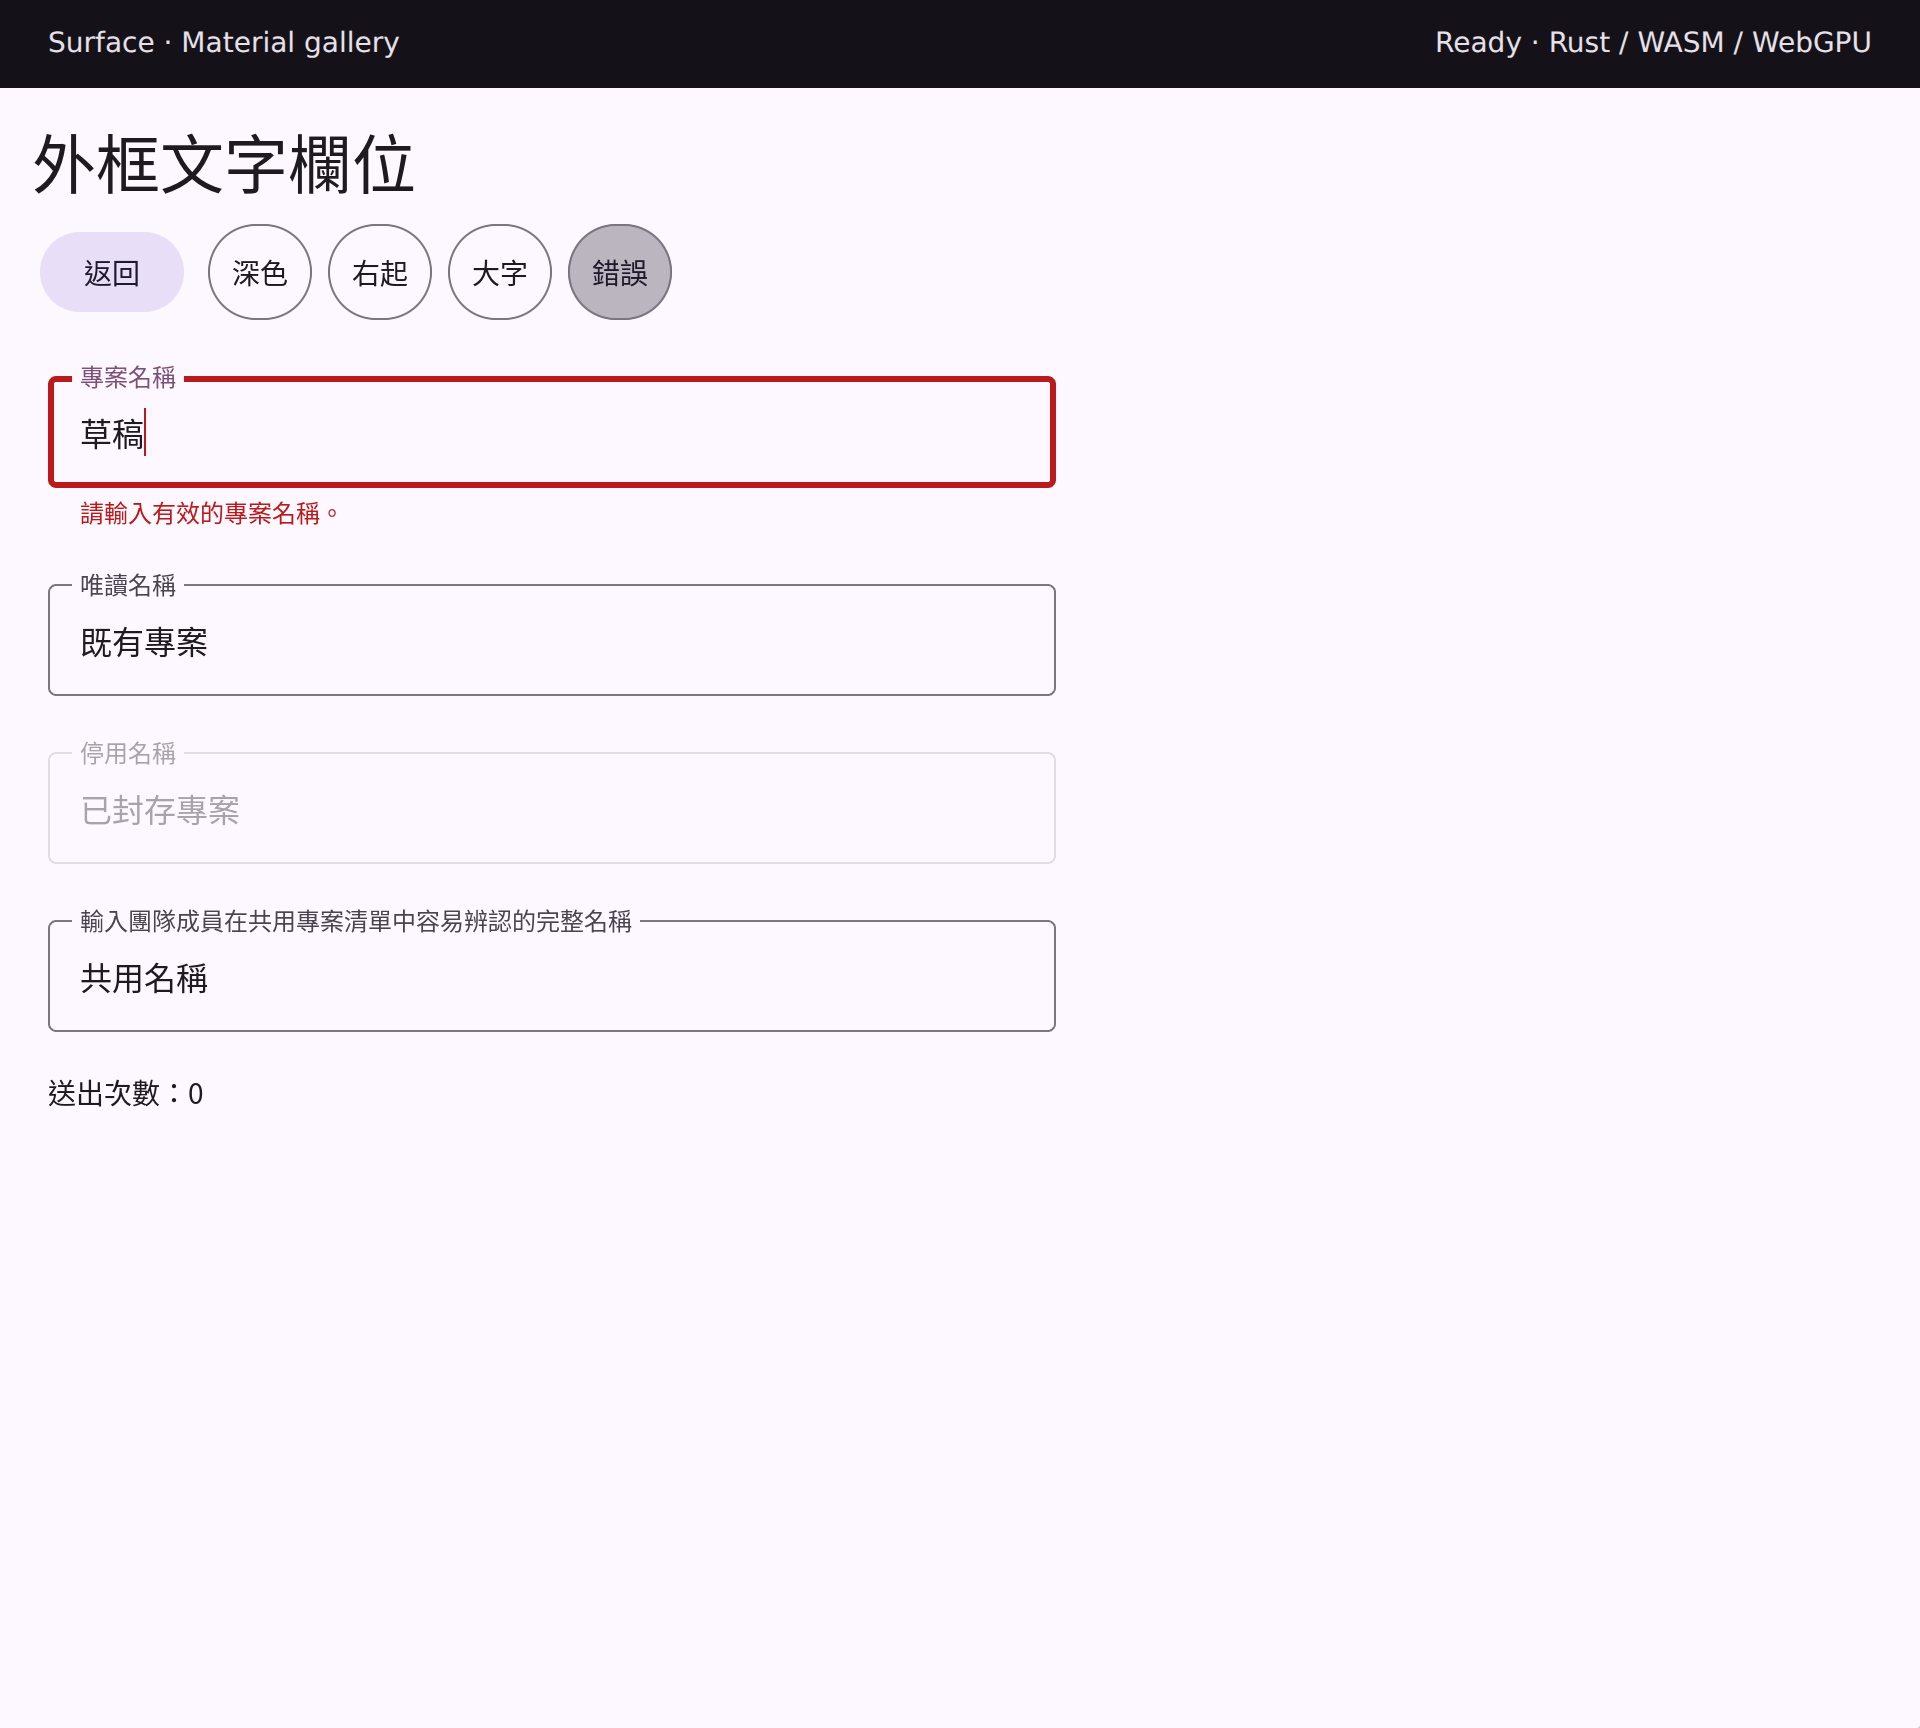 Surface · Material gallery
Ready · Rust / WASM / WebGPU
外框文字欄位
返回 深色 右起 大字 錯誤
專案名稱
草稿
請輸入有效的專案名稱。
唯讀名稱
既有專案
停用名稱
已封存專案
輸入團隊成員在共用專案清單中容易辨認的完整名稱
共用名稱
送出次數：0